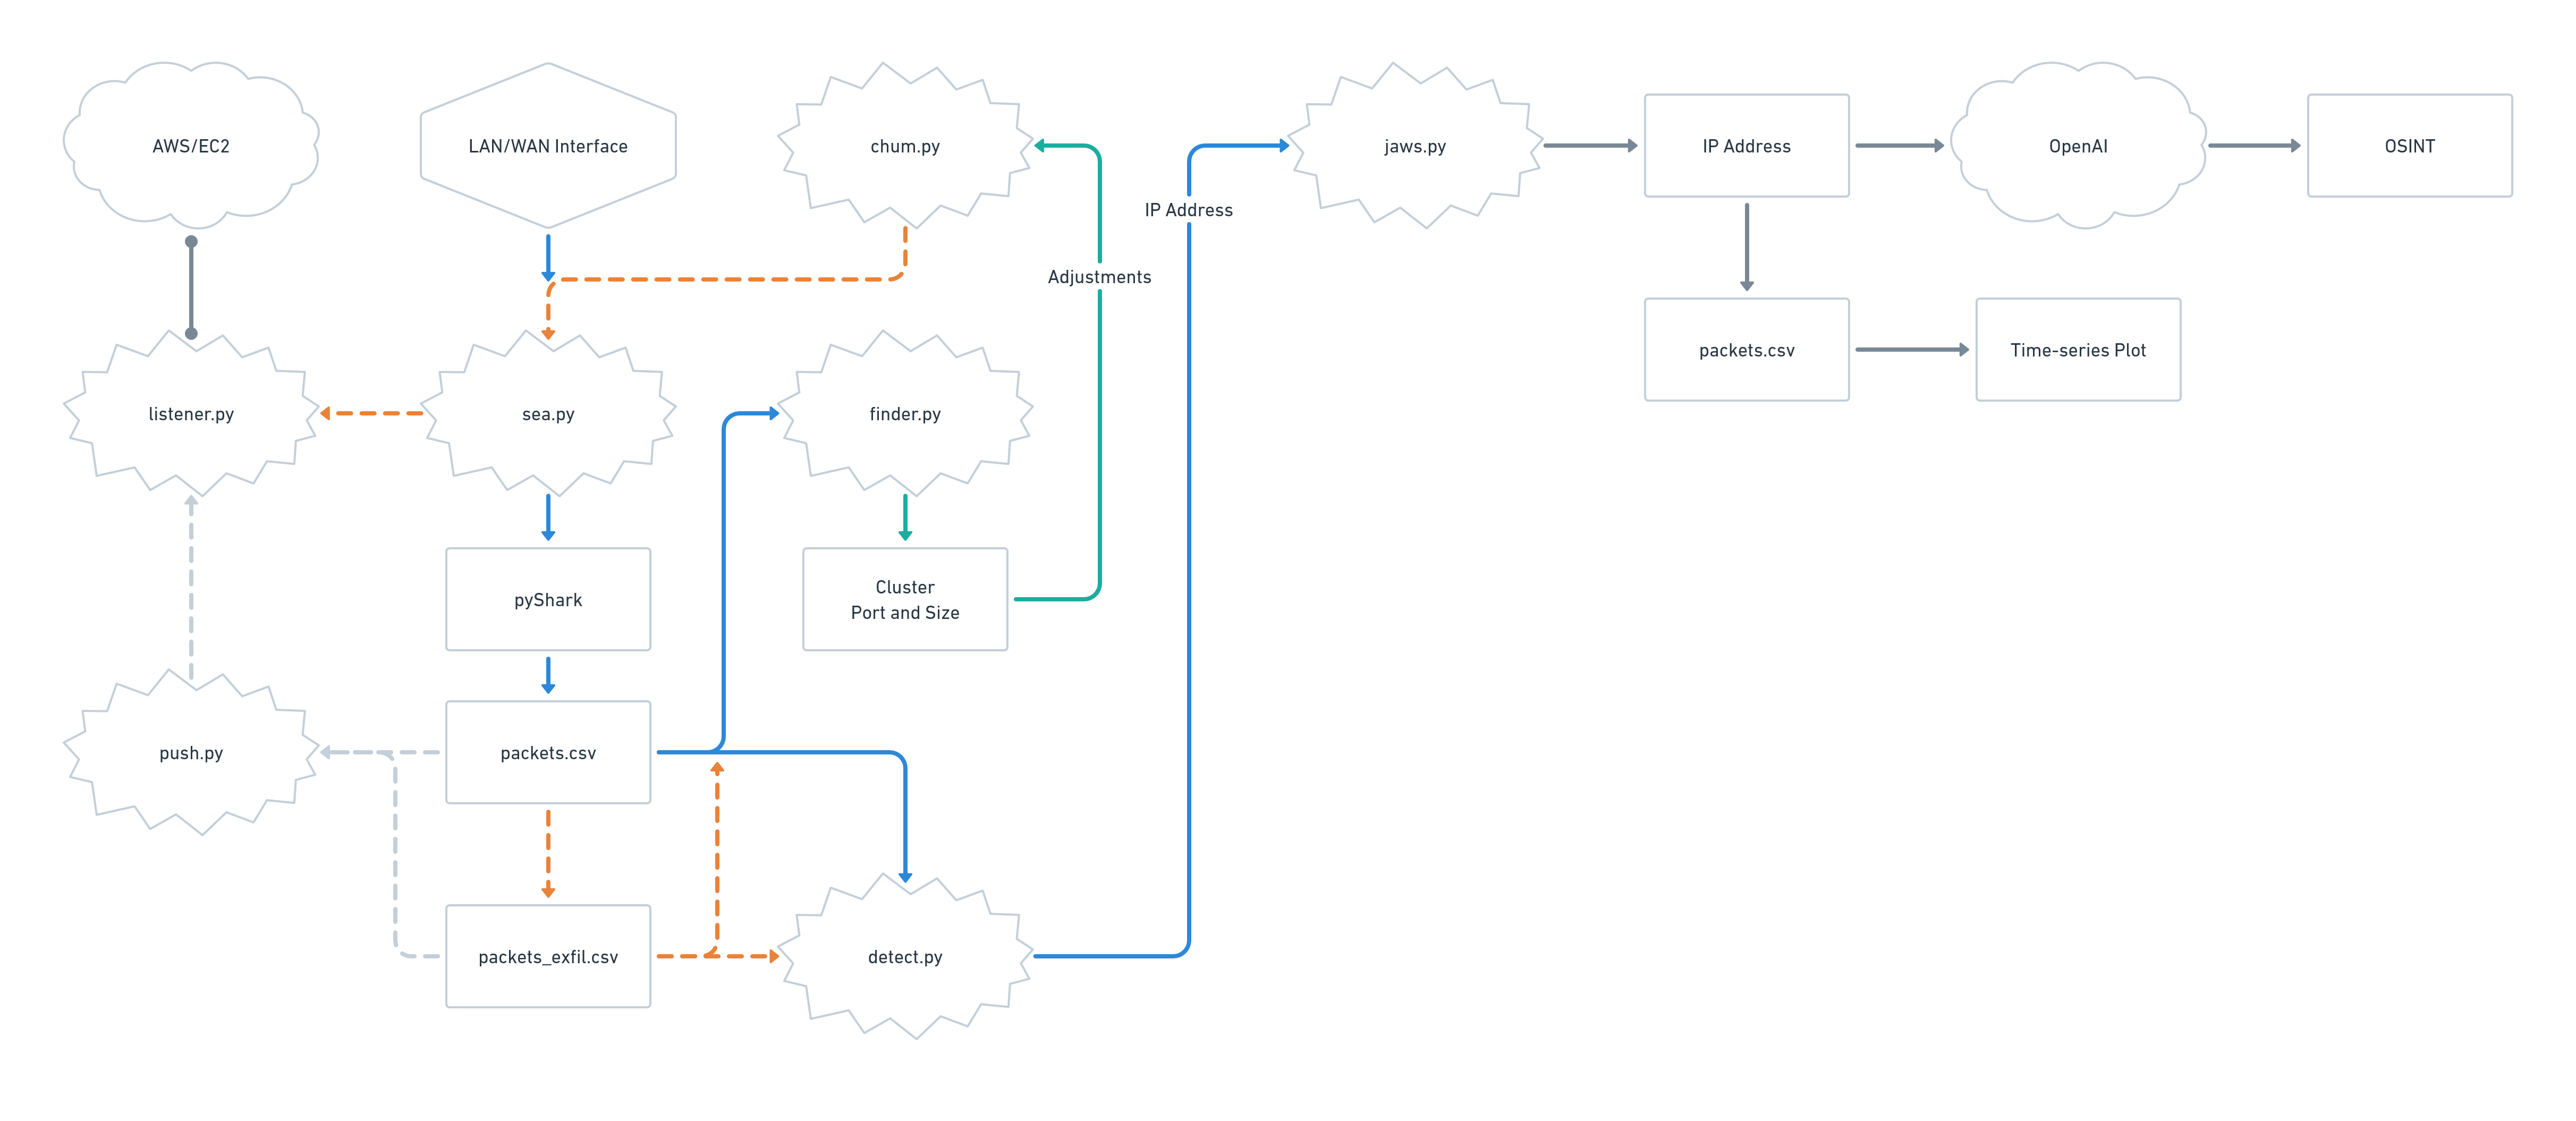 AWS/EC2
LAN/WAN Interface
chum.py
jaws.py
IP Address
OpenAI
OSINT
IP Address
Adjustments
packets.csv
Time-series Plot
listener.py
sea.py
finder.py
pyShark
Cluster
Port and Size
push.py
packets.csv
packets_exfil.csv
detect.py